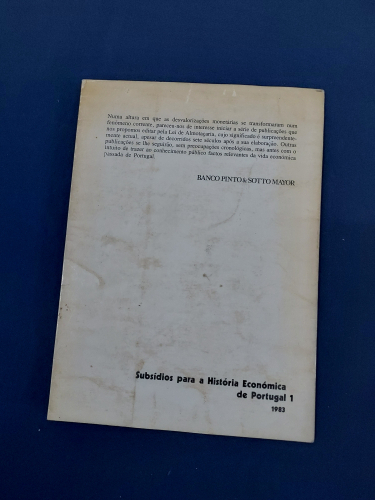 Numa altura em que as desvalorizações monetárias se transformaram num
fenómeno corrente, pareceu-nos de interesse iniciar a série de publicações que
nos propomos editar pela Lei de Almotaçaria, cujo significado é surpreendente-
mente actual, apesar de decorridos sete séculos após a sua elaboração. Outras
publicações se lhe seguirão, sem preocupações cronológicas, mas antes com o
intuito de trazer ao conhecimento público factos relevantes da vida económica
passada de Portugal.
BANCO PINTO & SOTTO MAYOR
Subsídios para a História Económica
de Portugal 1
1983